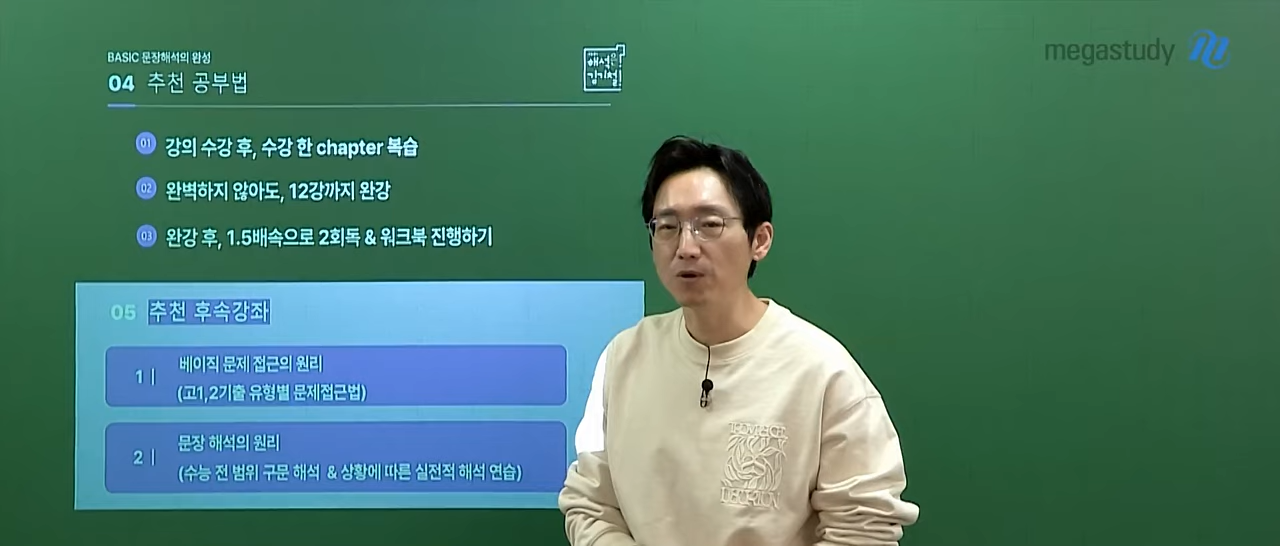 BASIC 문장해석의 완성
04 추천 공부법
해석은!
김기철!
megastudy
01 강의 수강 후, 수강 한 chapter 복습
02 완벽하지 않아도, 12강까지 완강
03 완강 후, 1.5배속으로 2회독 & 워크북 진행하기
05 추천 후속강좌
1 | 베이직 문제 접근의 원리
(고1,2기출 유형별 문제접근법)
2 | 문장 해석의 원리
(수능 전 범위 구문 해석 & 상황에 따른 실전적 해석 연습)